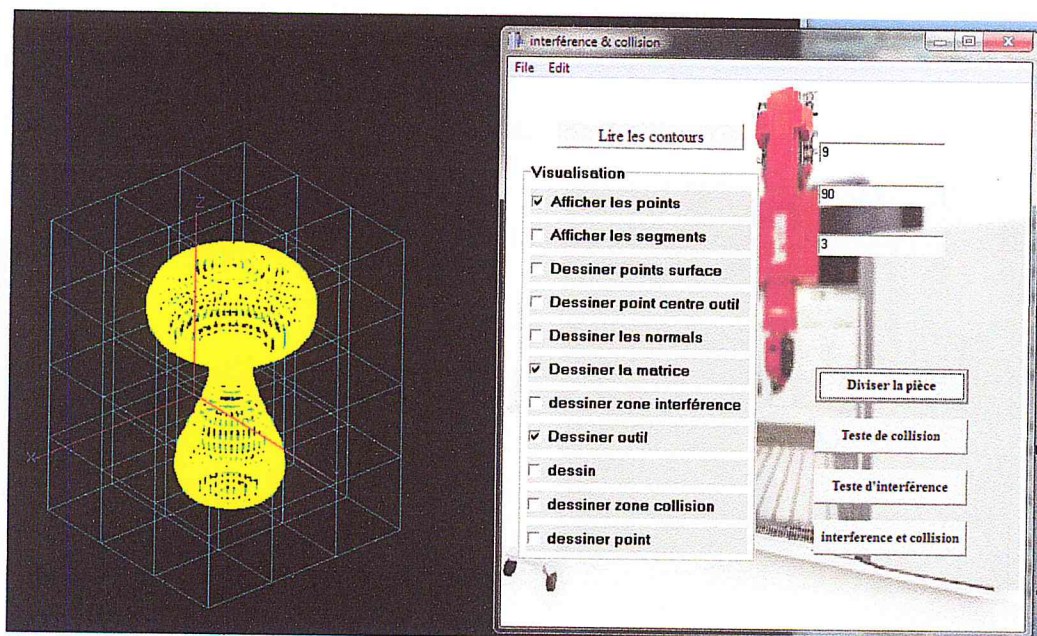 interférence & collision
File Edit
Lire les contours
9
Visualisation
90
Afficher les points
Afficher les segments
3
Dessiner points surface
Dessiner point centre outil
Dessiner les normals
Dessiner la matrice
Diviser la pièce
dessiner zone interférence
Dessiner outil
Teste de collision
dessin
Teste d'interférence
dessiner zone collision
dessiner point
interference et collision
Z
X